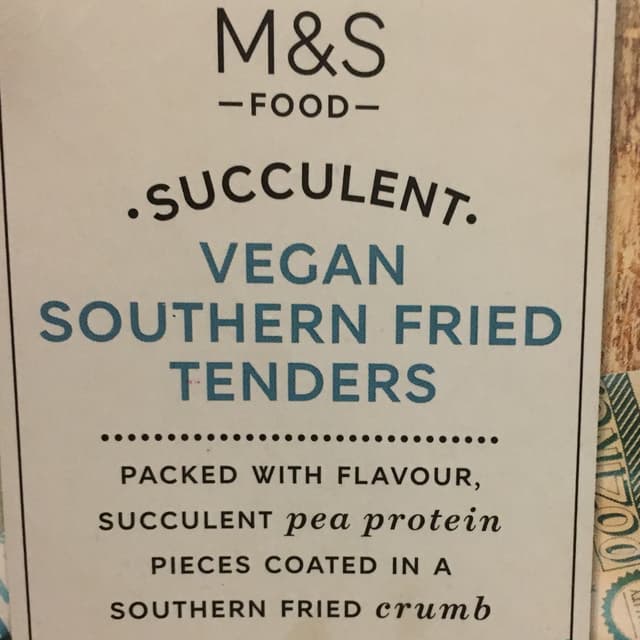 M&S
—FOOD—
·SUCCULENT·
VEGAN
SOUTHERN FRIED
TENDERS
PACKED WITH FLAVOUR,
SUCCULENT pea protein
PIECES COATED IN A
SOUTHERN FRIED crumb